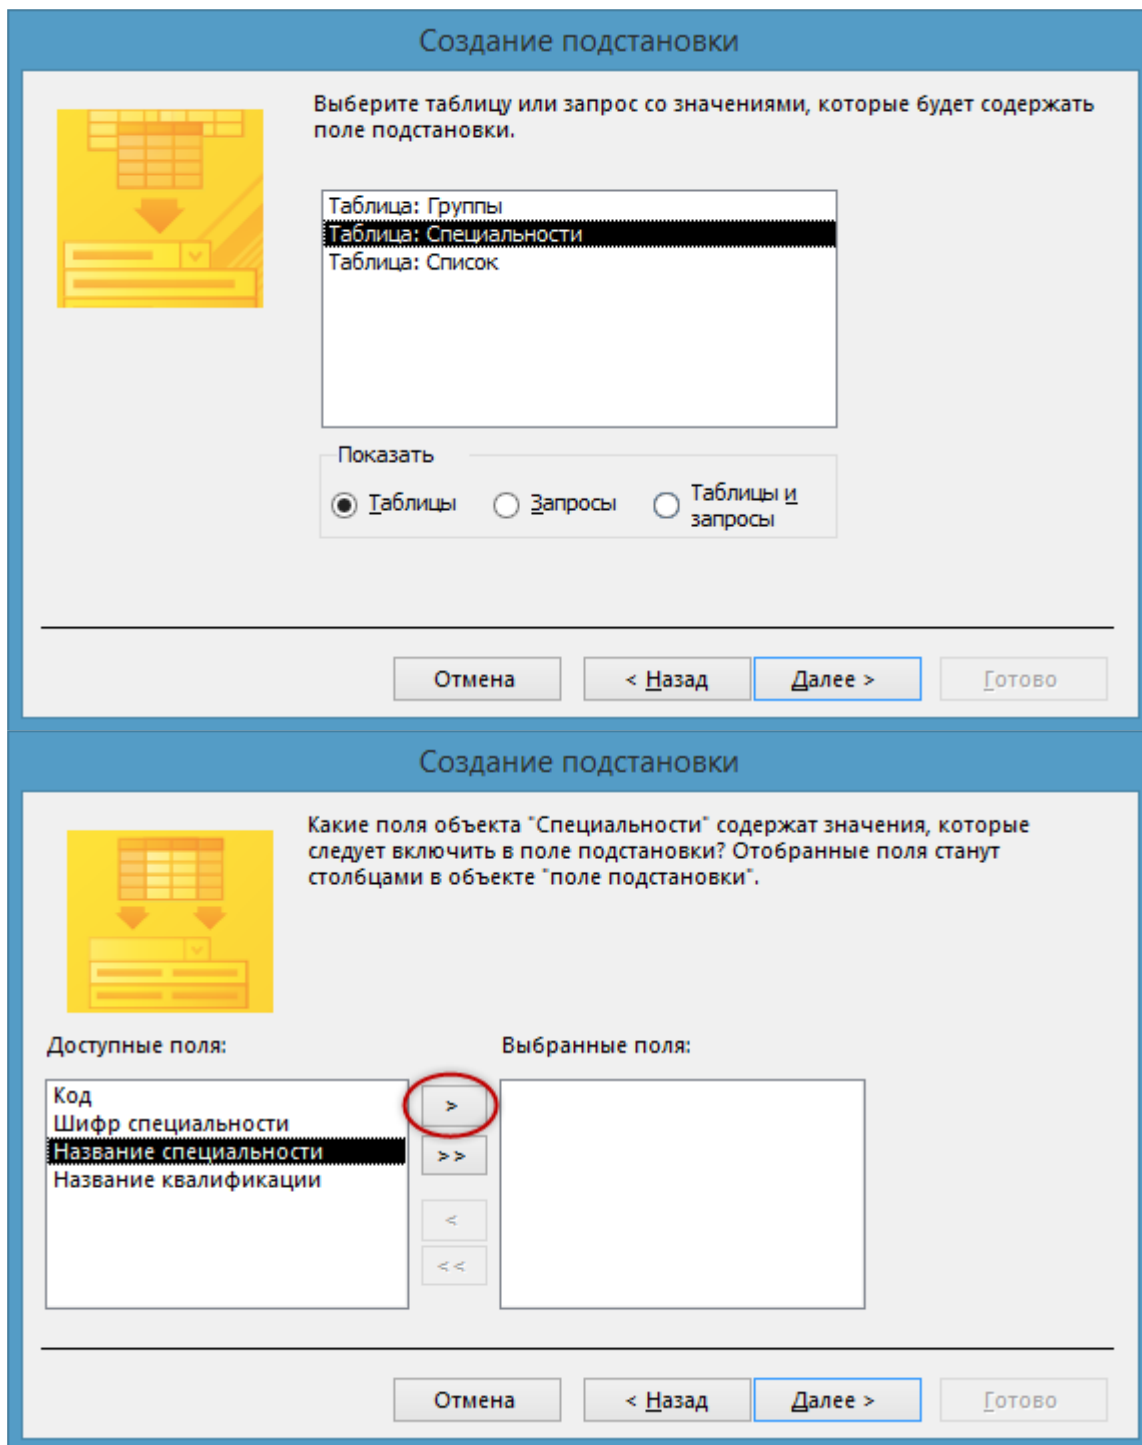 Создание подстановки
Выберите таблицу или запрос со значениями, которые будет содержать
поле подстановки.
Таблица: Группы
Таблица: Специальности
Таблица: Список
Показать
Таблицы
Запросы
Таблицы и
запросы
Отмена
< Назад
Далее >
Готово
Создание подстановки
Какие поля объекта "Специальности" содержат значения, которые
следует включить в поле подстановки? Отобранные поля станут
столбцами в объекте "поле подстановки".
Доступные поля:
Выбранные поля:
Код
Шифр специальности
Название специальности
Название квалификации
>
>>
<
<<
Отмена
< Назад
Далее >
Готово